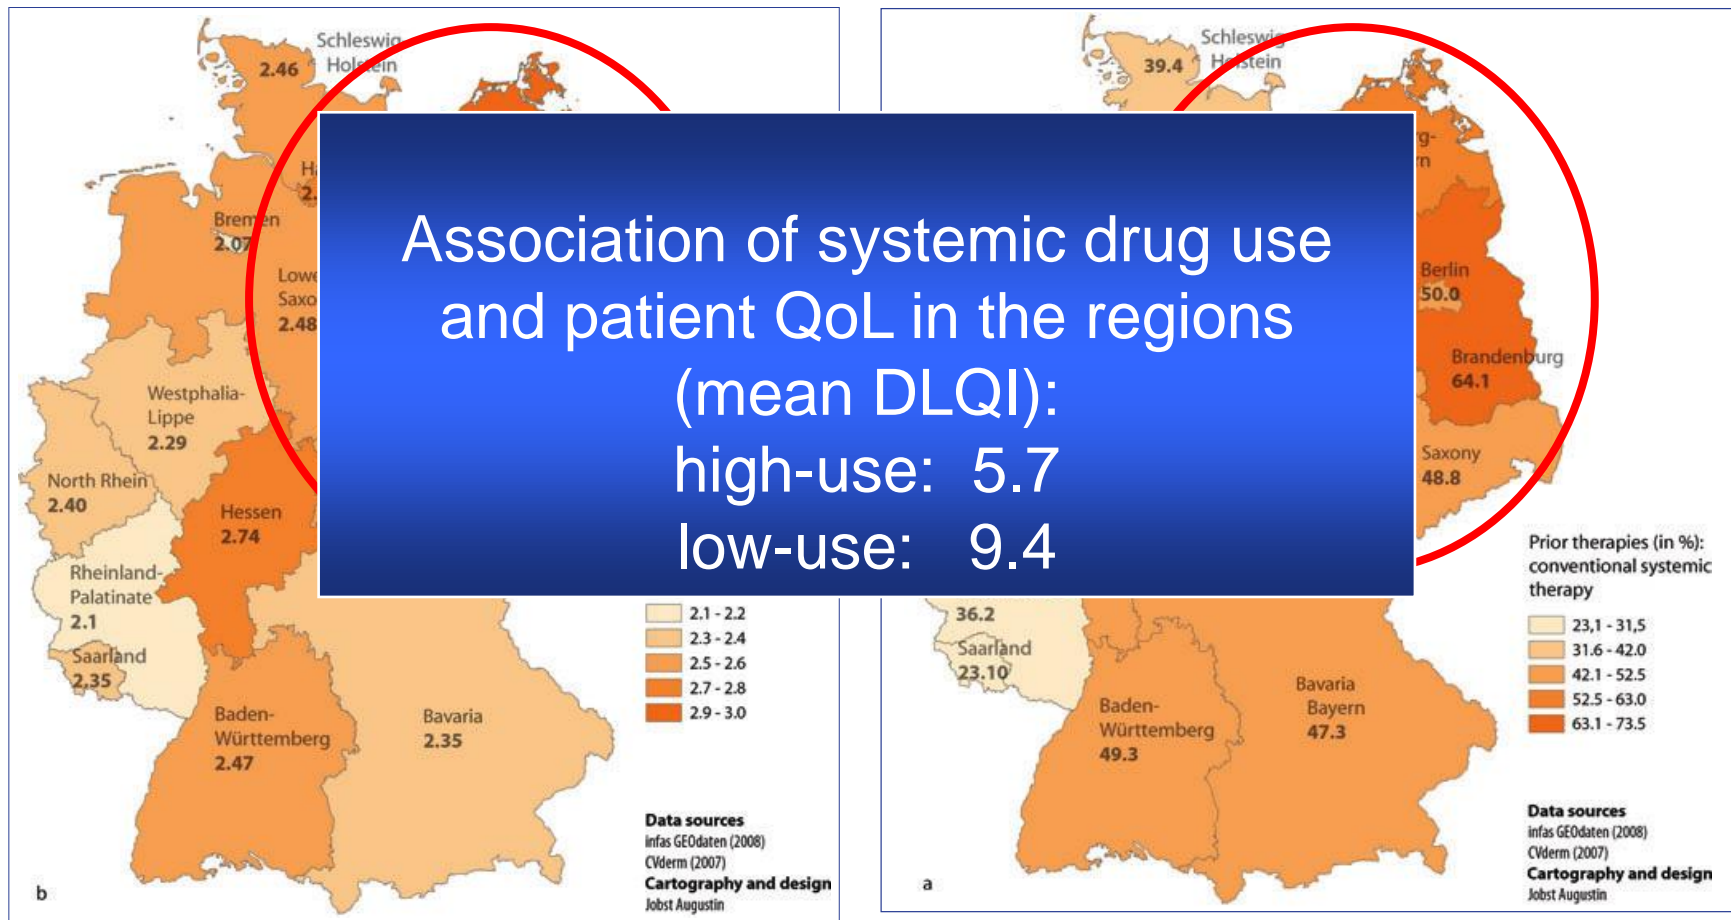 Schleswig-
Holstein
2.46
Bremen
2.07
2.48
Westphalia-
Lippe
2.29
North Rhein
2.40
Hessen
2.74
Rheinland-
Palatinate
2.1
Saarland
2,35
Baden-
Württemberg
2.47
Bavaria
2.35
2.1 - 2.2
2.3 - 2.4
2.5 - 2.6
2.7 - 2.8
2.9 - 3.0
Data sources
infas GEOdaten (2008)
CVderm (2007)
Cartography and design
Jobst Augustin
b
Association of systemic drug use
and patient QoL in the regions
(mean DLQI):
high-use: 5.7
low-use: 9.4
Schleswig-
Holstein
39.4
Berlin
50.0
Brandenburg
64.1
Saxony
48.8
36.2
Saarland
23.10
Baden-
Württemberg
49.3
Bavaria
Bayern
47.3
Prior therapies (in %):
conventional systemic
therapy
23,1 - 31,5
31.6 - 42.0
42.1 - 52.5
52.5 - 63.0
63.1 - 73.5
Data sources
infas GEOdaten (2008)
CVderm (2007)
Cartography and design
Jobst Augustin
a